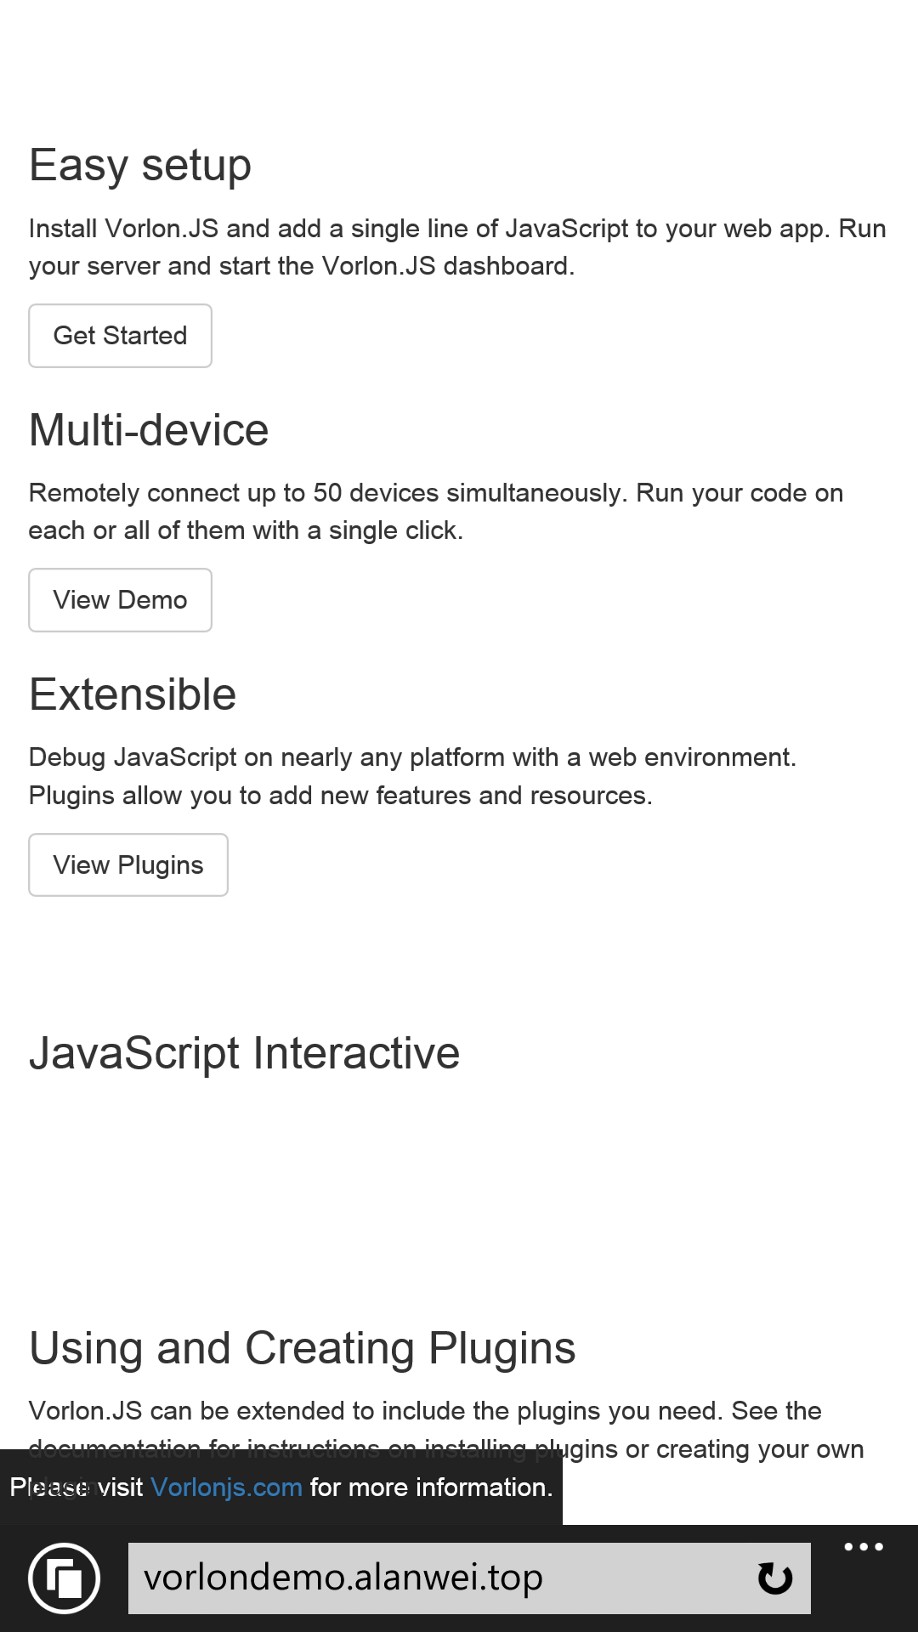 Easy setup
Install Vorlon.JS and add a single line of JavaScript to your web app. Run
your server and start the Vorlon.JS dashboard.
Get Started
Multi-device
Remotely connect up to 50 devices simultaneously. Run your code on
each or all of them with a single click.
View Demo
Extensible
Debug JavaScript on nearly any platform with a web environment.
Plugins allow you to add new features and resources.
View Plugins
JavaScript Interactive
Using and Creating Plugins
Vorlon.JS can be extended to include the plugins you need. See the
documentation for instructions on installing plugins or creating your own
Please visit Vorlonjs.com for more information.
vorlondemo.alanwei.top